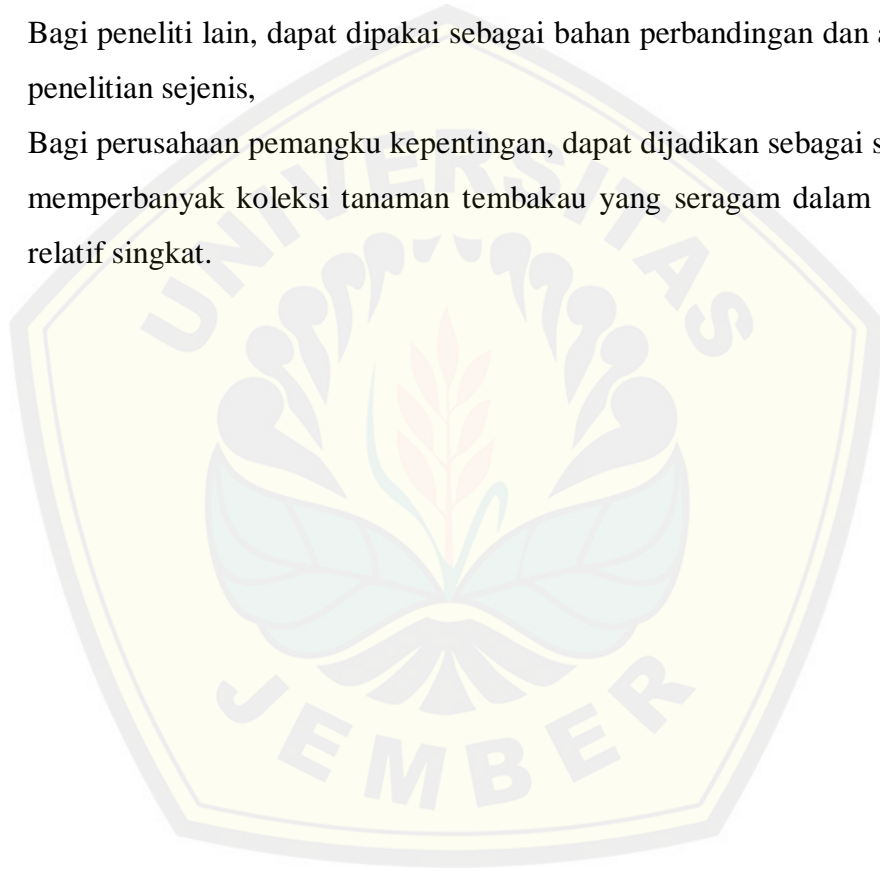 Bagi peneliti lain, dapat dipakai sebagai bahan perbandingan dan
penelitian sejenis,
Bagi perusahaan pemangku kepentingan, dapat dijadikan sebagai
memperbanyak koleksi tanaman tembakau yang seragam dalam
relatif singkat.
UNIVERSITAS
JEMBER